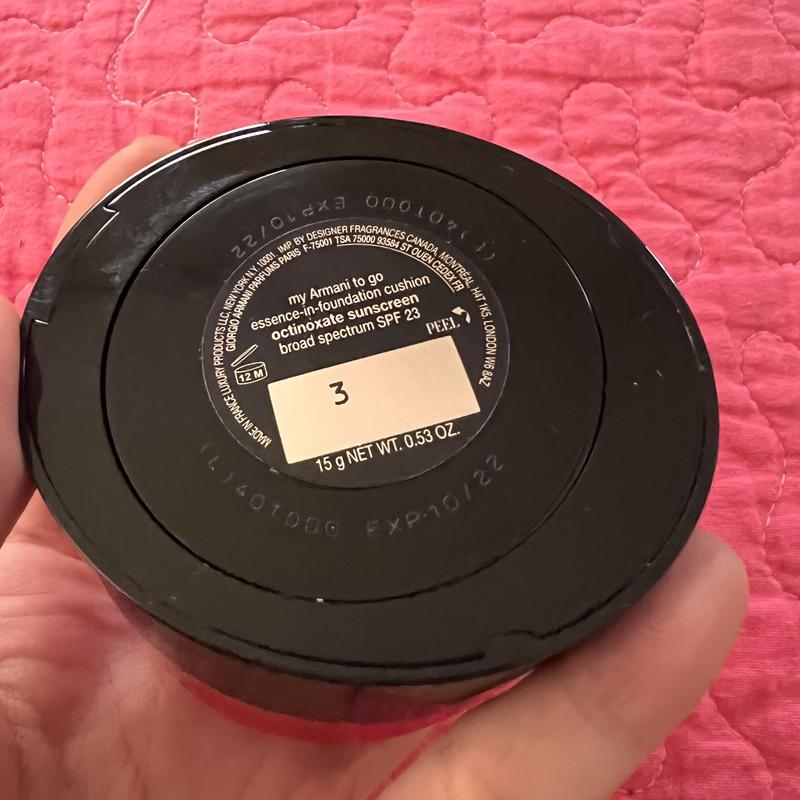 (L)40T000 EXP10/22
MADE IN FRANCE LUXURY PRODUCTS LLC, NEW YORK N.Y. 10001. IMP. BY DESIGNER FRAGRANCES CANADA, MONTREAL, H4T 1K5. LONDON W6 8AZ
GIORGIO ARMANI PARFUMS PARIS F-75001 TSA 75000 93584 ST OUEN CEDEX FR
my Armani to go
essence-in-foundation cushion
octinoxate sunscreen
broad spectrum SPF 23
PEEL
12 M
3
15 g NET WT. 0.53 OZ.
(L)40T000 EXP10/22